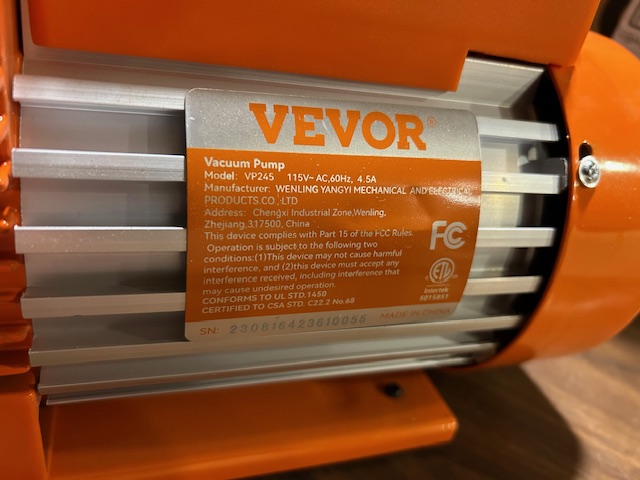 VEVOR®
Vacuum Pump
Model: VP245 115V~ AC,60Hz, 4.5A
Manufacturer: WENLING YANGYI MECHANICAL AND ELECTRICAL
PRODUCTS CO.,LTD
Address: Chengxi Industrial Zone,Wenling,
Zhejiang,317500, China
This device complies with Part 15 of the FCC Rules.
Operation is subject to the following two
conditions:(1)This device may not cause harmful
interference, and (2)this device must accept any
interference received, including interference that
may cause undesired operation.
CONFORMS TO UL STD.1450
CERTIFIED TO CSA STD. C22.2 No.68
FC
ETL
Intertek
5015851
SN: 230816423610056
MADE IN CHINA